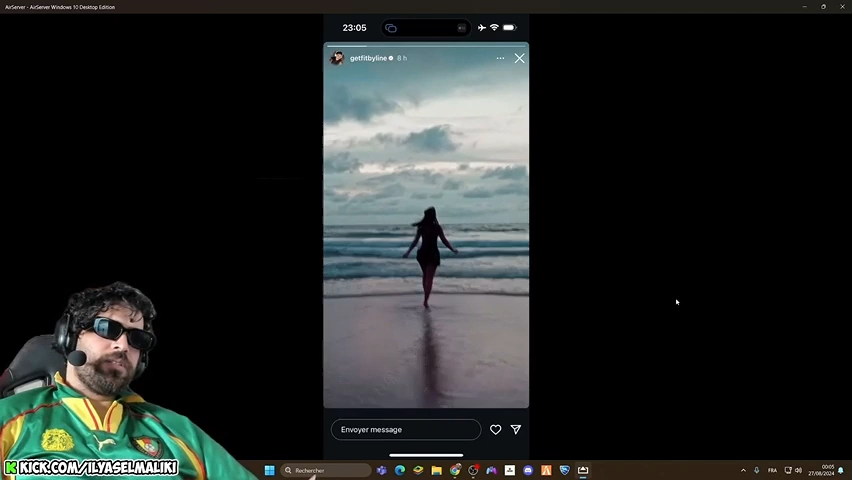 AirServer - AirServer Windows 10 Desktop Edition
23:05
getfitbyline 8 h
Envoyer message
KICK.COM/ILYASELMALIKI
Rechercher
FRA
00:05
27/08/2024